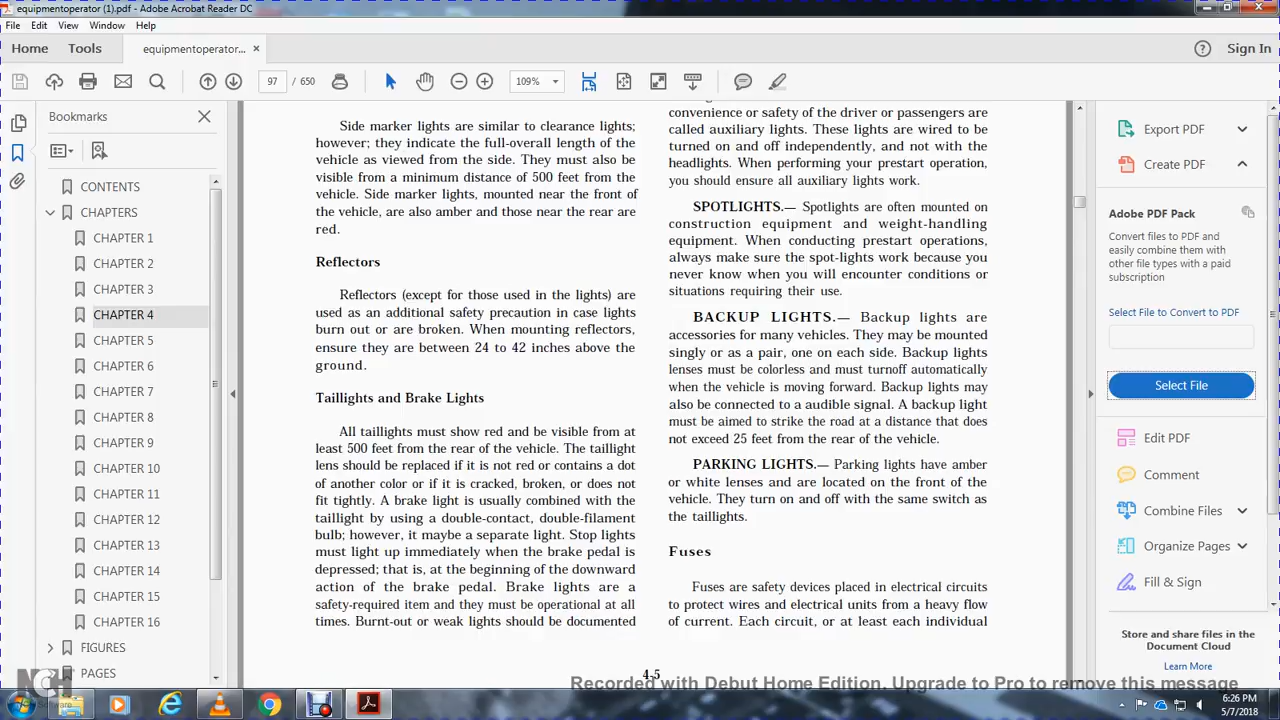 equipmentoperator (1).pdf - Adobe Acrobat Reader DC
File Edit View Window Help
Home Tools equipmentoperator... × Sign In
97 / 650 109%
Bookmarks
CONTENTS
CHAPTERS
CHAPTER 1
CHAPTER 2
CHAPTER 3
CHAPTER 4
CHAPTER 5
CHAPTER 6
CHAPTER 7
CHAPTER 8
CHAPTER 9
CHAPTER 10
CHAPTER 11
CHAPTER 12
CHAPTER 13
CHAPTER 14
CHAPTER 15
CHAPTER 16
FIGURES
PAGES
Side marker lights are similar to clearance lights;
however; they indicate the full-overall length of the
vehicle as viewed from the side. They must also be
visible from a minimum distance of 500 feet from the
vehicle. Side marker lights, mounted near the front of
the vehicle, are also amber and those near the rear are
red.
Reflectors
Reflectors (except for those used in the lights) are
used as an additional safety precaution in case lights
burn out or are broken. When mounting reflectors,
ensure they are between 24 to 42 inches above the
ground.
Taillights and Brake Lights
All taillights must show red and be visible from at
least 500 feet from the rear of the vehicle. The taillight
lens should be replaced if it is not red or contains a dot
of another color or if it is cracked, broken, or does not
fit tightly. A brake light is usually combined with the
taillight by using a double-contact, double-filament
bulb; however, it maybe a separate light. Stop lights
must light up immediately when the brake pedal is
depressed; that is, at the beginning of the downward
action of the brake pedal. Brake lights are a
safety-required item and they must be operational at all
times. Burnt-out or weak lights should be documented
convenience or safety of the driver or passengers are
called auxiliary lights. These lights are wired to be
turned on and off independently, and not with the
headlights. When performing your prestart operation,
you should ensure all auxiliary lights work.
SPOTLIGHTS.— Spotlights are often mounted on
construction equipment and weight-handling
equipment. When conducting prestart operations,
always make sure the spot-lights work because you
never know when you will encounter conditions or
situations requiring their use.
BACKUP LIGHTS.— Backup lights are
accessories for many vehicles. They may be mounted
singly or as a pair, one on each side. Backup lights
lenses must be colorless and must turnoff automatically
when the vehicle is moving forward. Backup lights may
also be connected to a audible signal. A backup light
must be aimed to strike the road at a distance that does
not exceed 25 feet from the rear of the vehicle.
PARKING LIGHTS.— Parking lights have amber
or white lenses and are located on the front of the
vehicle. They turn on and off with the same switch as
the taillights.
Fuses
Fuses are safety devices placed in electrical circuits
to protect wires and electrical units from a heavy flow
of current. Each circuit, or at least each individual
4-5
Export PDF
Create PDF
Adobe PDF Pack
Convert files to PDF and
easily combine them with
other file types with a paid
subscription
Select File to Convert to PDF
Select File
Edit PDF
Comment
Combine Files
Organize Pages
Fill & Sign
Store and share files in the
Document Cloud
Learn More
Recorded with Debut Home Edition. Upgrade to Pro to remove this message
NCH
Software
6:26 PM
5/7/2018